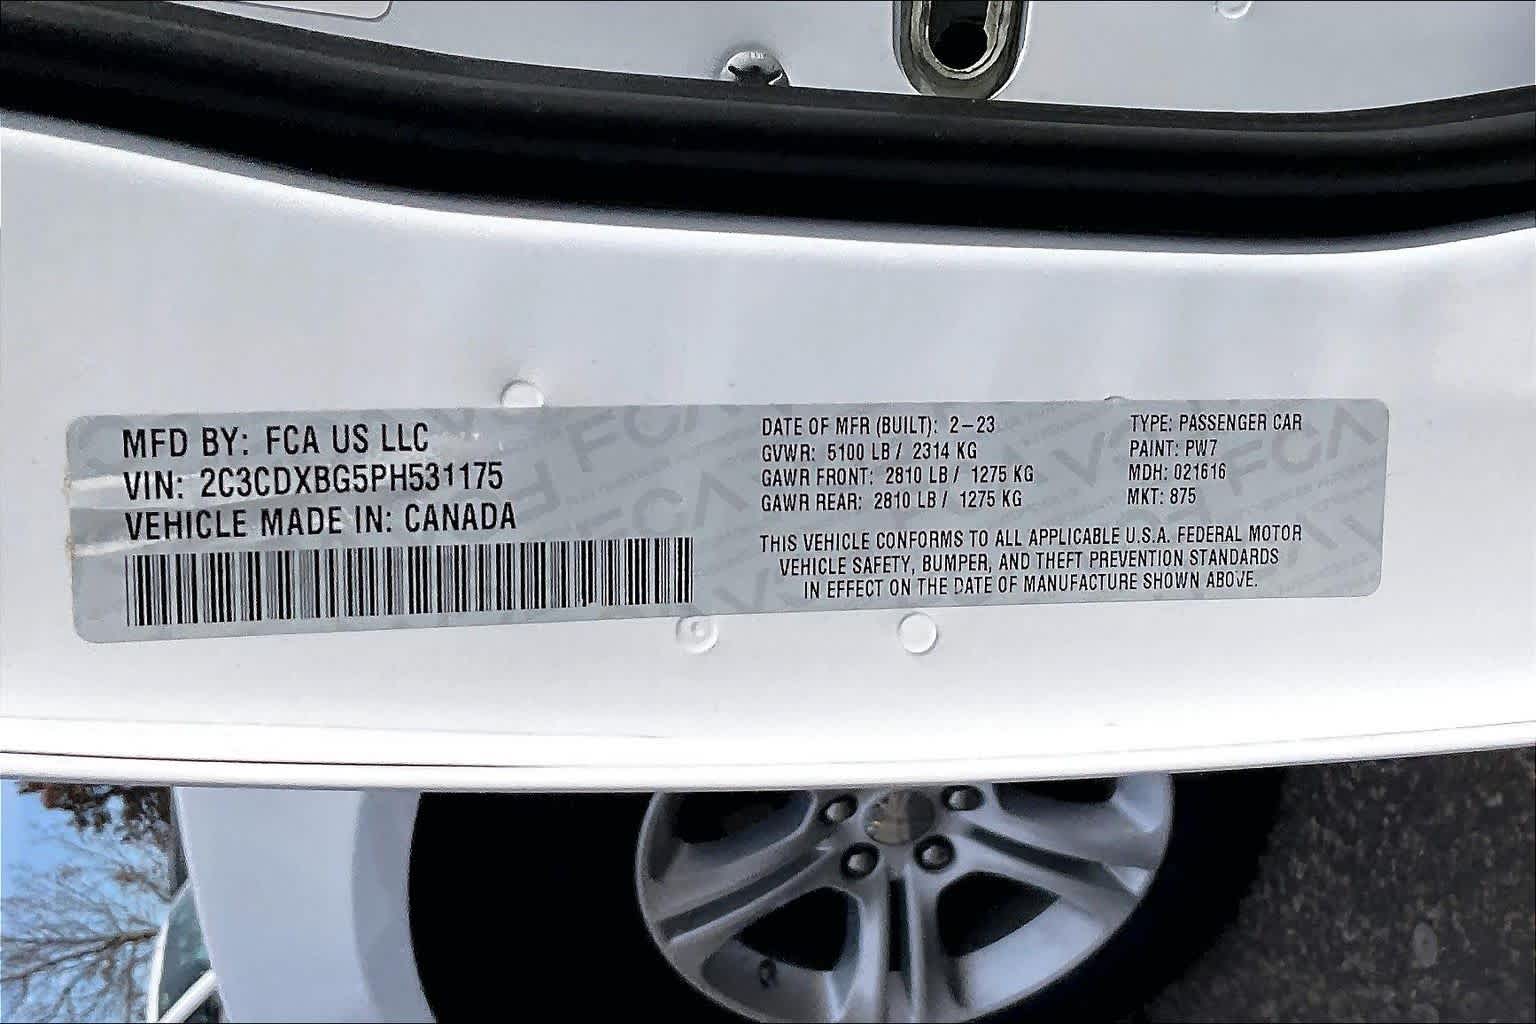 MFD BY: FCA US LLC
VIN: 2C3CDXBG5PH531175
VEHICLE MADE IN: CANADA
DATE OF MFR (BUILT): 2-23
GVWR: 5100 LB / 2314 KG
GAWR FRONT: 2810 LB / 1275 KG
GAWR REAR: 2810 LB / 1275 KG
TYPE: PASSENGER CAR
PAINT: PW7
MDH: 021616
MKT: 875
THIS VEHICLE CONFORMS TO ALL APPLICABLE U.S.A. FEDERAL MOTOR
VEHICLE SAFETY, BUMPER, AND THEFT PREVENTION STANDARDS
IN EFFECT ON THE DATE OF MANUFACTURE SHOWN ABOVE.